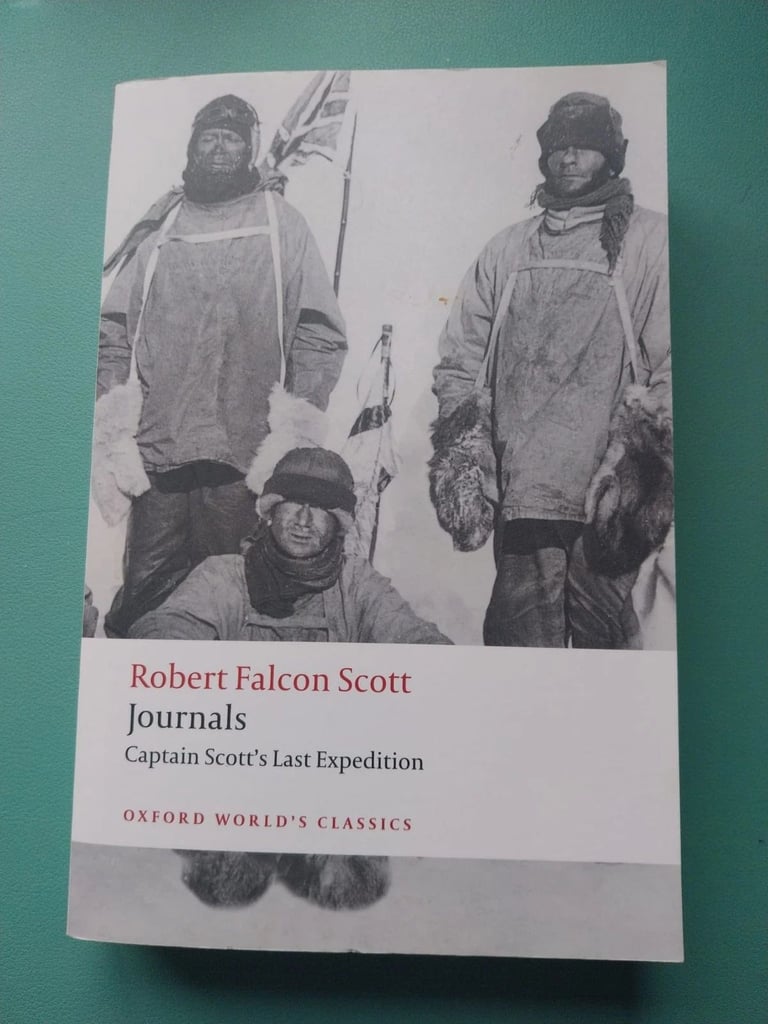 Robert Falcon Scott
Journals
Captain Scott's Last Expedition
OXFORD WORLD'S CLASSICS